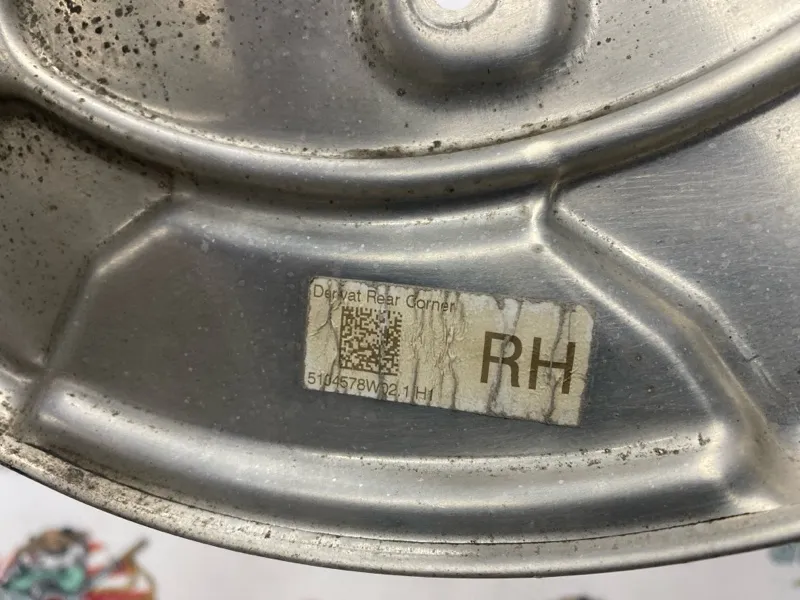 Derivat Rear Corner
RH
5104578W02.1 H1